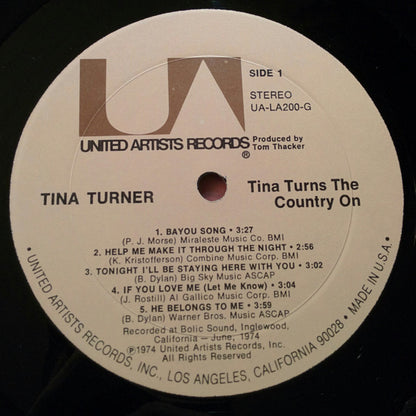 UA
SIDE 1
STEREO
UA-LA200-G
UNITED ARTISTS RECORDS®
Produced by
Tom Thacker
TINA TURNER
Tina Turns The
Country On
1. BAYOU SONG • 3:27
(P. J. Morse) Miraleste Music Co. BMI
2. HELP ME MAKE IT THROUGH THE NIGHT • 2:56
(K. Kristofferson) Combine Music Corp. BMI
3. TONIGHT I'LL BE STAYING HERE WITH YOU • 3:02
(B. Dylan) Big Sky Music ASCAP
4. IF YOU LOVE ME (Let Me Know) • 3:04
(J. Rostill) Al Gallico Music Corp. BMI
5. HE BELONGS TO ME • 3:59
(B. Dylan) Warner Bros. Music ASCAP
Recorded at Bolic Sound, Inglewood,
California — June, 1974
℗1974 United Artists Records, Inc.
All Rights Reserved
• UNITED ARTISTS RECORDS, INC., LOS ANGELES, CALIFORNIA 90028 • MADE IN U.S.A. •